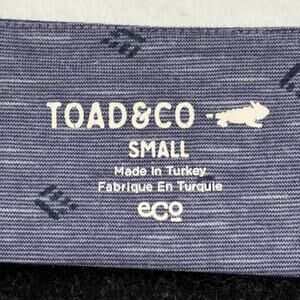 TOAD&CO
SMALL
Made in Turkey
Fabrique En Turquie
eco